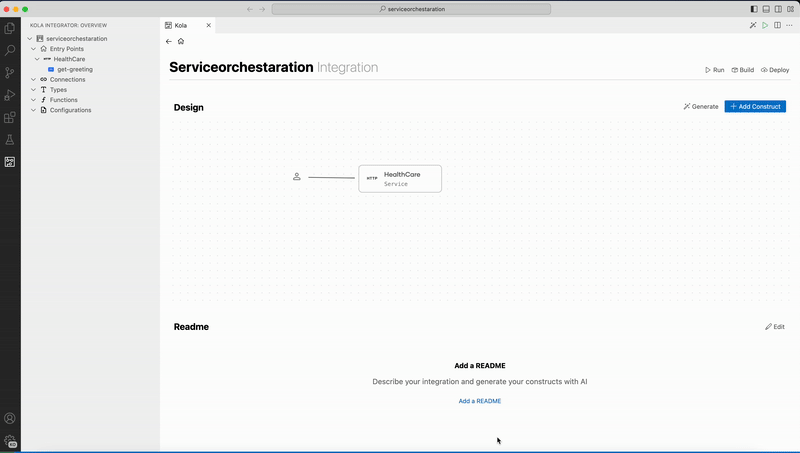 serviceorchestaration
KOLA INTEGRATOR: OVERVIEW
Kola
serviceorchestaration
Entry Points
HTTP HealthCare
get-greeting
Connections
Types
Functions
Configurations
Serviceorchestaration Integration
Run Build Deploy
Design
Generate
+ Add Construct
HTTP HealthCare
Service
Readme
Edit
Add a README
Describe your integration and generate your constructs with AI
Add a README